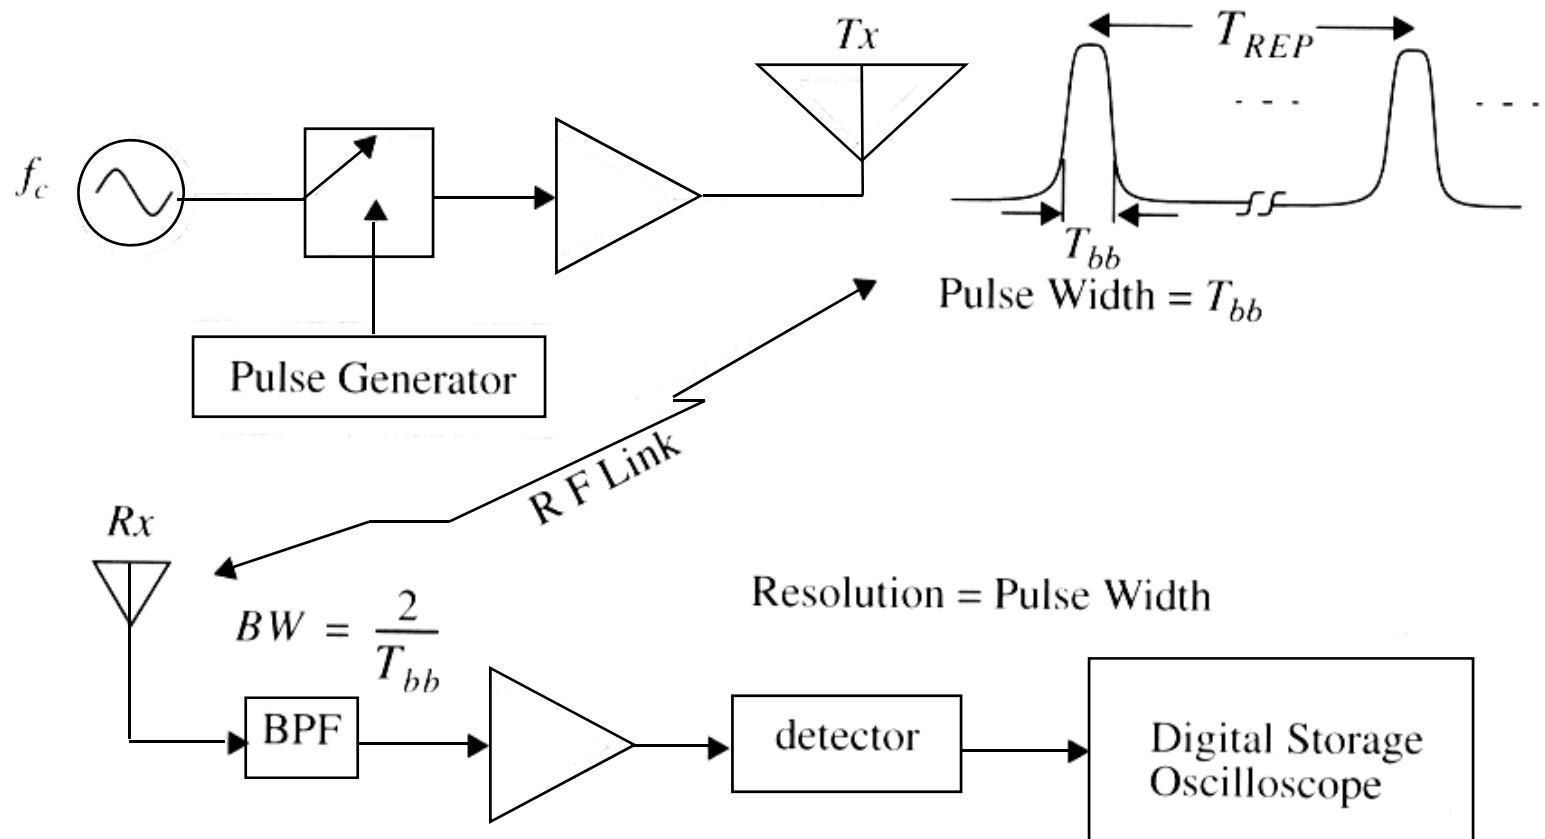 Tx
T_REP
f_c
- - -
- - -
T_bb
Pulse Width = T_bb
Pulse Generator
R F Link
Rx
BW = 2/T_bb
Resolution = Pulse Width
BPF
detector
Digital Storage
Oscilloscope